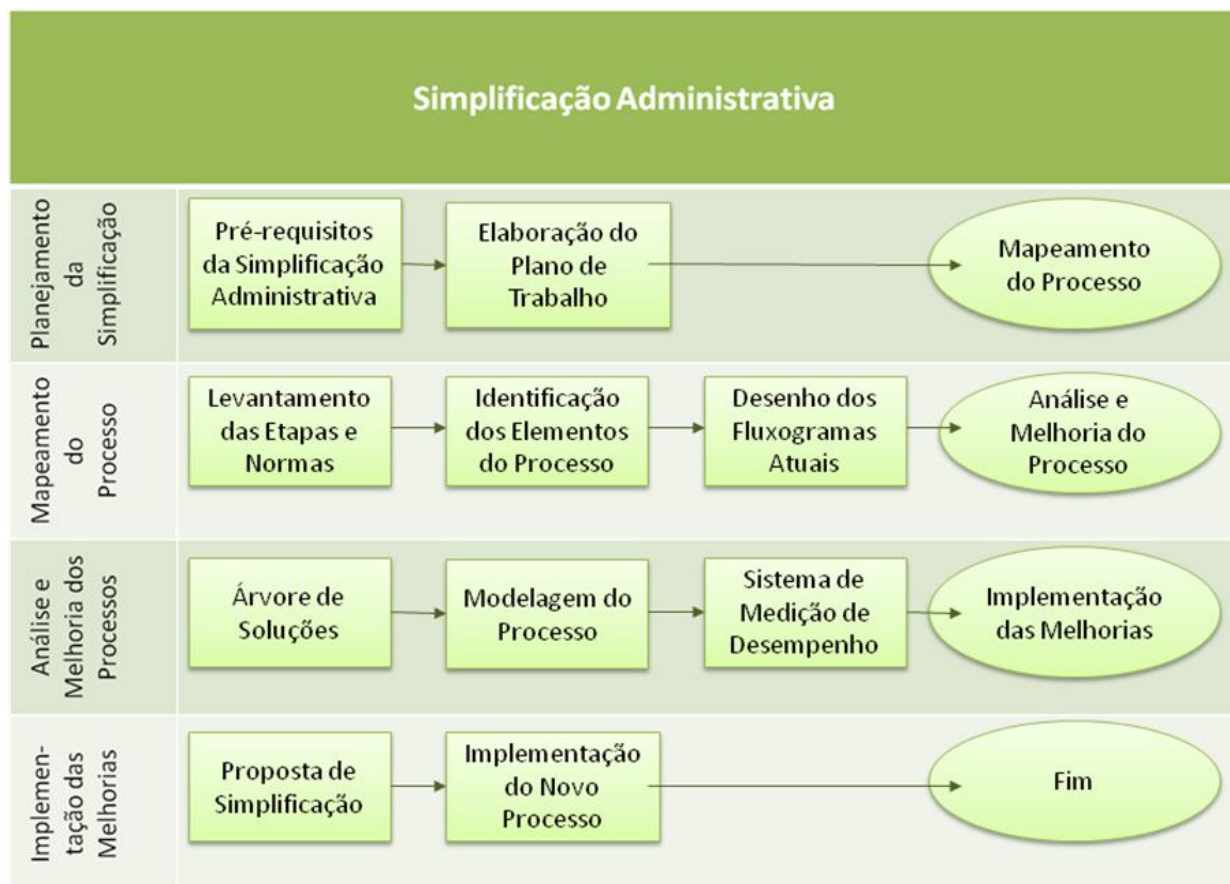 Simplificação Administrativa
Planejamento
da
Simplificação
Pré-requisitos
da Simplificação
Administrativa
Elaboração do
Plano de
Trabalho
Mapeamento
do Processo
Mapeamento
do
Processo
Levantamento
das Etapas e
Normas
Identificação
dos Elementos
do Processo
Desenho dos
Fluxogramas
Atuais
Análise e
Melhoria do
Processo
Análise e
Melhoria dos
Processos
Árvore de
Soluções
Modelagem do
Processo
Sistema de
Medição de
Desempenho
Implementação
das Melhorias
Implemen-
tação das
Melhorias
Proposta de
Simplificação
Implementação
do Novo
Processo
Fim